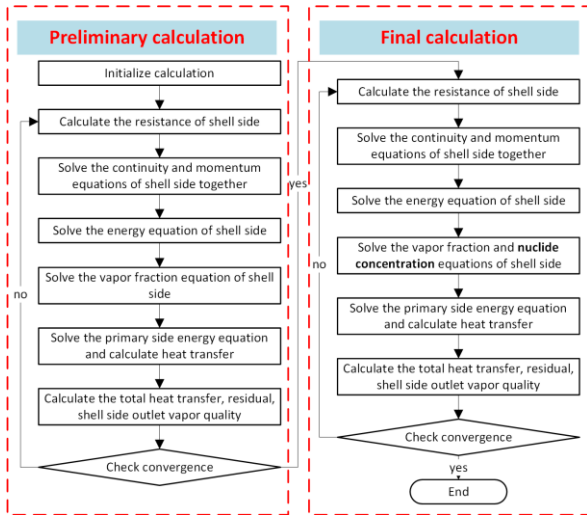 Preliminary calculation
Initialize calculation
Calculate the resistance of shell side
Solve the continuity and momentum
equations of shell side together
Solve the energy equation of shell side
Solve the vapor fraction equation of shell
side
Solve the primary side energy equation
and calculate heat transfer
Calculate the total heat transfer, residual,
shell side outlet vapor quality
Check convergence
no
yes
Final calculation
Calculate the resistance of shell side
Solve the continuity and momentum
equations of shell side together
Solve the energy equation of shell side
Solve the vapor fraction and nuclide
concentration equations of shell side
Solve the primary side energy equation
and calculate heat transfer
Calculate the total heat transfer, residual,
shell side outlet vapor quality
Check convergence
no
yes
End